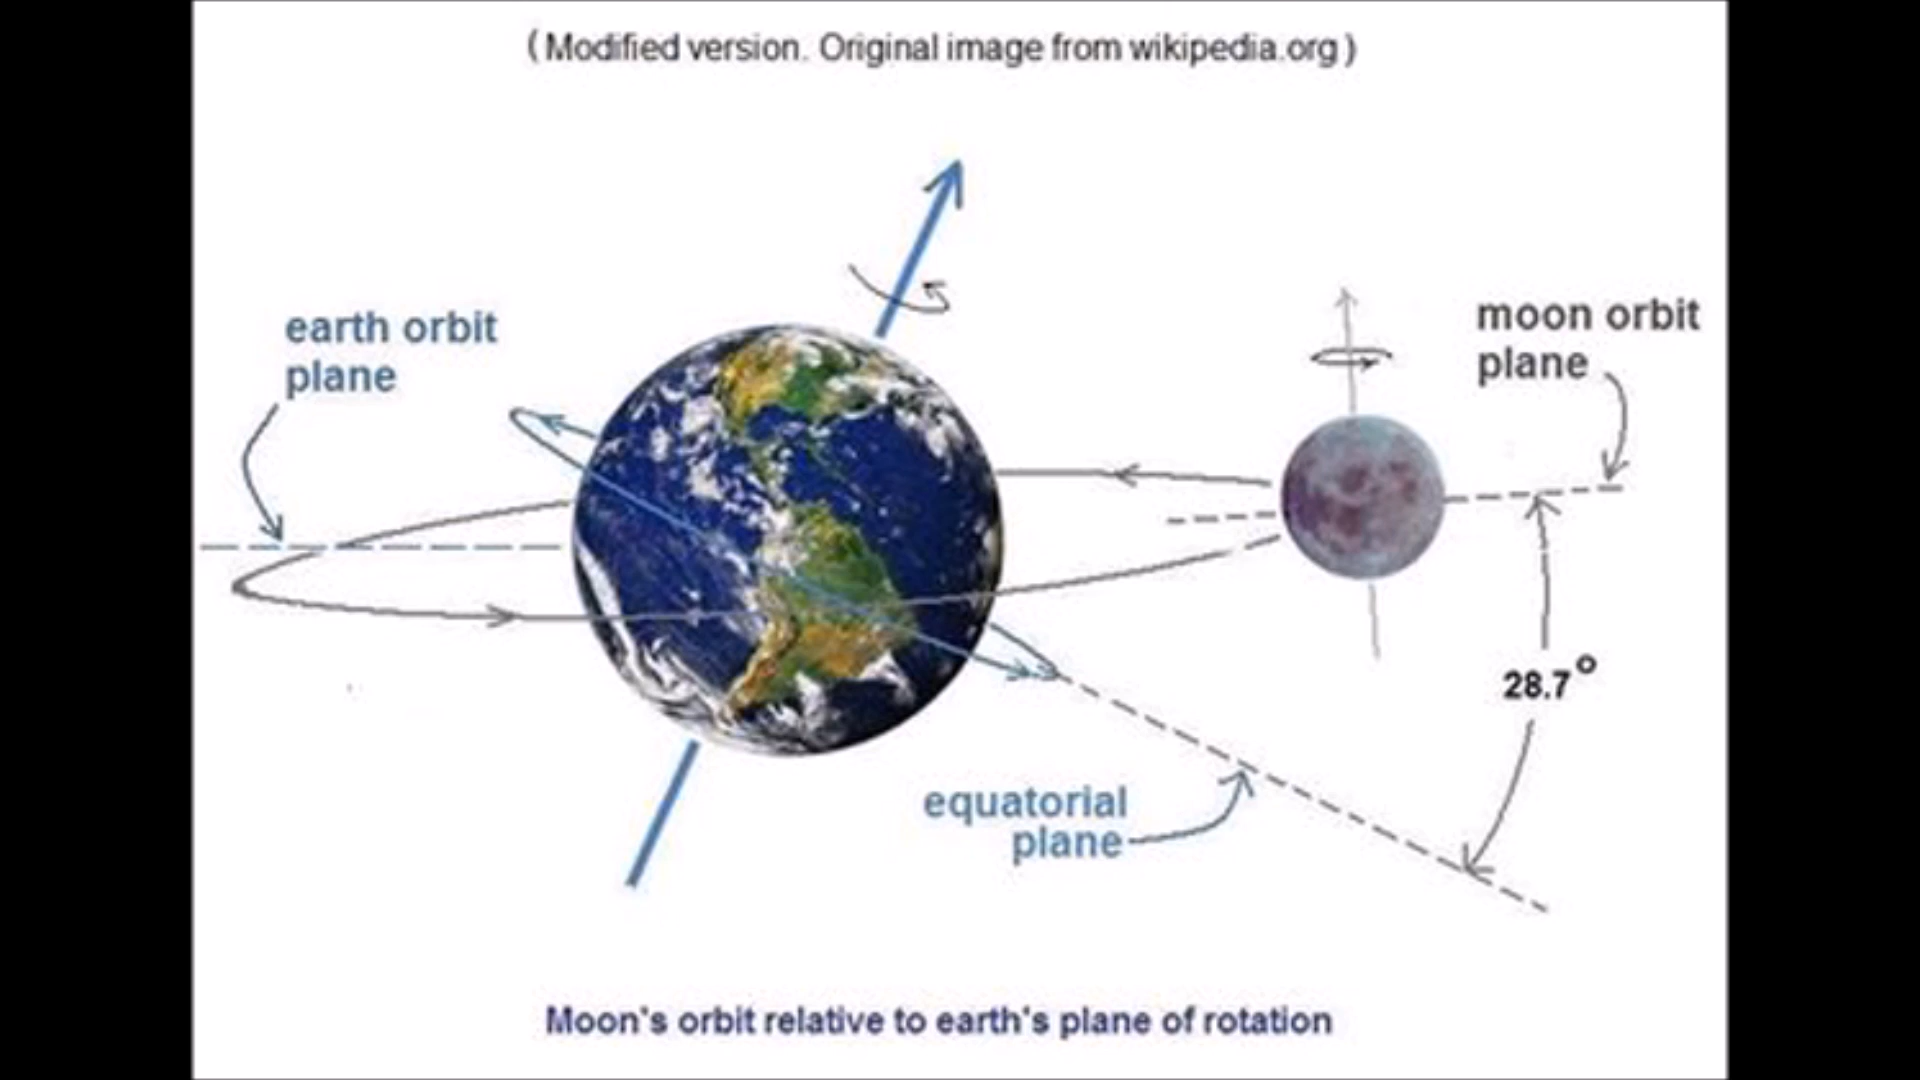 ( Modified version. Original image from wikipedia.org )
earth orbit
plane
moon orbit
plane
28.7°
equatorial
plane
Moon's orbit relative to earth's plane of rotation